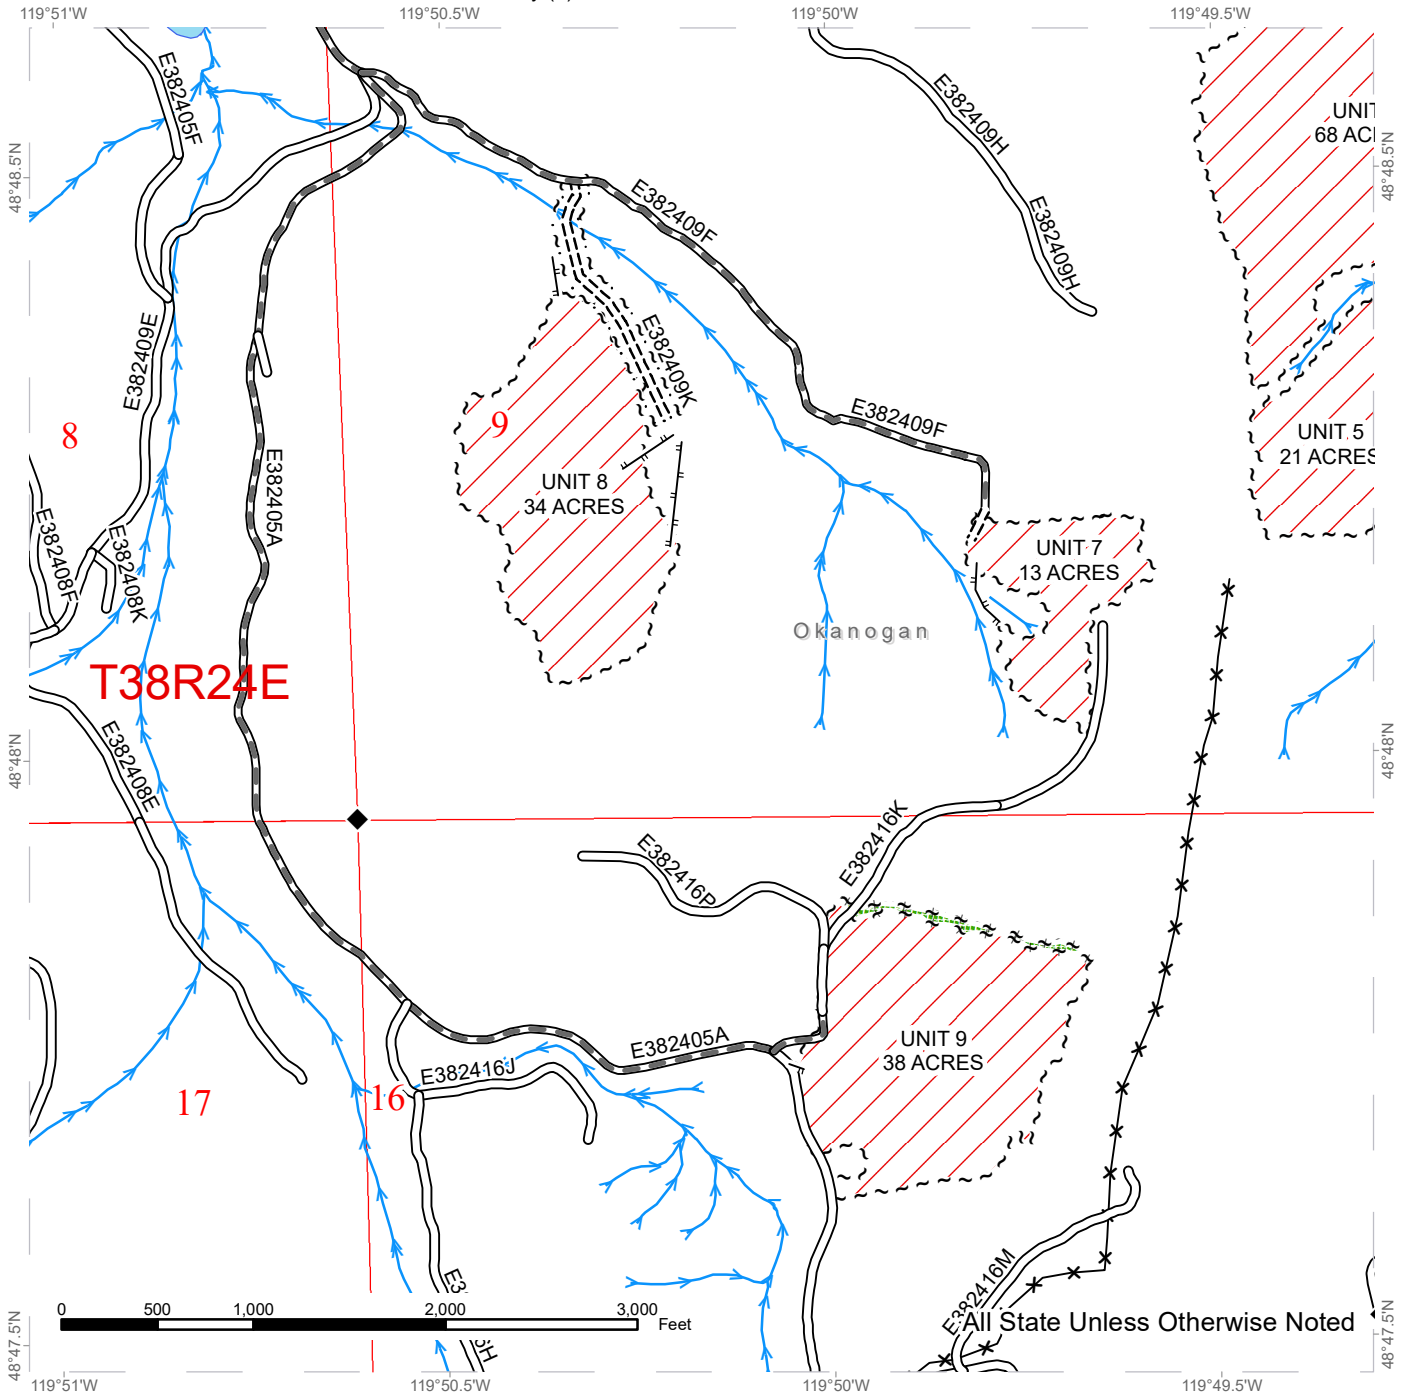 119°51'W
119°50.5'W
119°50'W
119°49.5'W
48°48.5'N
48°48.5'N
E382405F
E382409H
E382409H
UNIT
68 ACR
E382409F
E382409E
E382409K
8
9
E382409F
UNIT 5
21 ACRES
UNIT 8
34 ACRES
E382405A
E382408F
E382408K
UNIT 7
13 ACRES
Okanogan
T38R24E
48°48'N
48°48'N
E382408E
E382416K
E382416P
UNIT 9
38 ACRES
E382405A
E382416J
17
16
E382416M
0
500
1,000
2,000
3,000
Feet
All State Unless Otherwise Noted
48°47.5'N
48°47.5'N
119°51'W
119°50.5'W
119°50'W
119°49.5'W